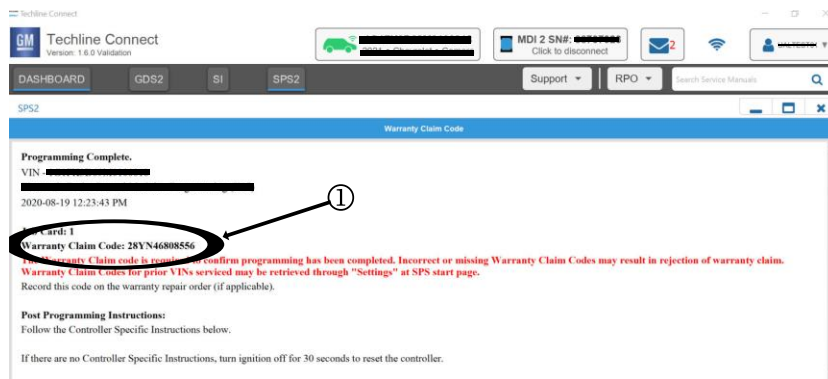 Techline Connect
GM
Techline Connect
Version: 1.6.0 Validation
MDI 2 SN#:
Click to disconnect
2
DASHBOARD GDS2 SI SPS2 Support RPO Search Service Manuals
SPS2
Warranty Claim Code
Programming Complete.
VIN -
2020-08-19 12:23:43 PM
1
Card: 1
Warranty Claim Code: 28YN46808556
The Warranty Claim code is required to confirm programming has been completed. Incorrect or missing Warranty Claim Codes may result in rejection of warranty claim.
Warranty Claim Codes for prior VINs serviced may be retrieved through "Settings" at SPS start page.
Record this code on the warranty repair order (if applicable).
Post Programming Instructions:
Follow the Controller Specific Instructions below.
If there are no Controller Specific Instructions, turn ignition off for 30 seconds to reset the controller.